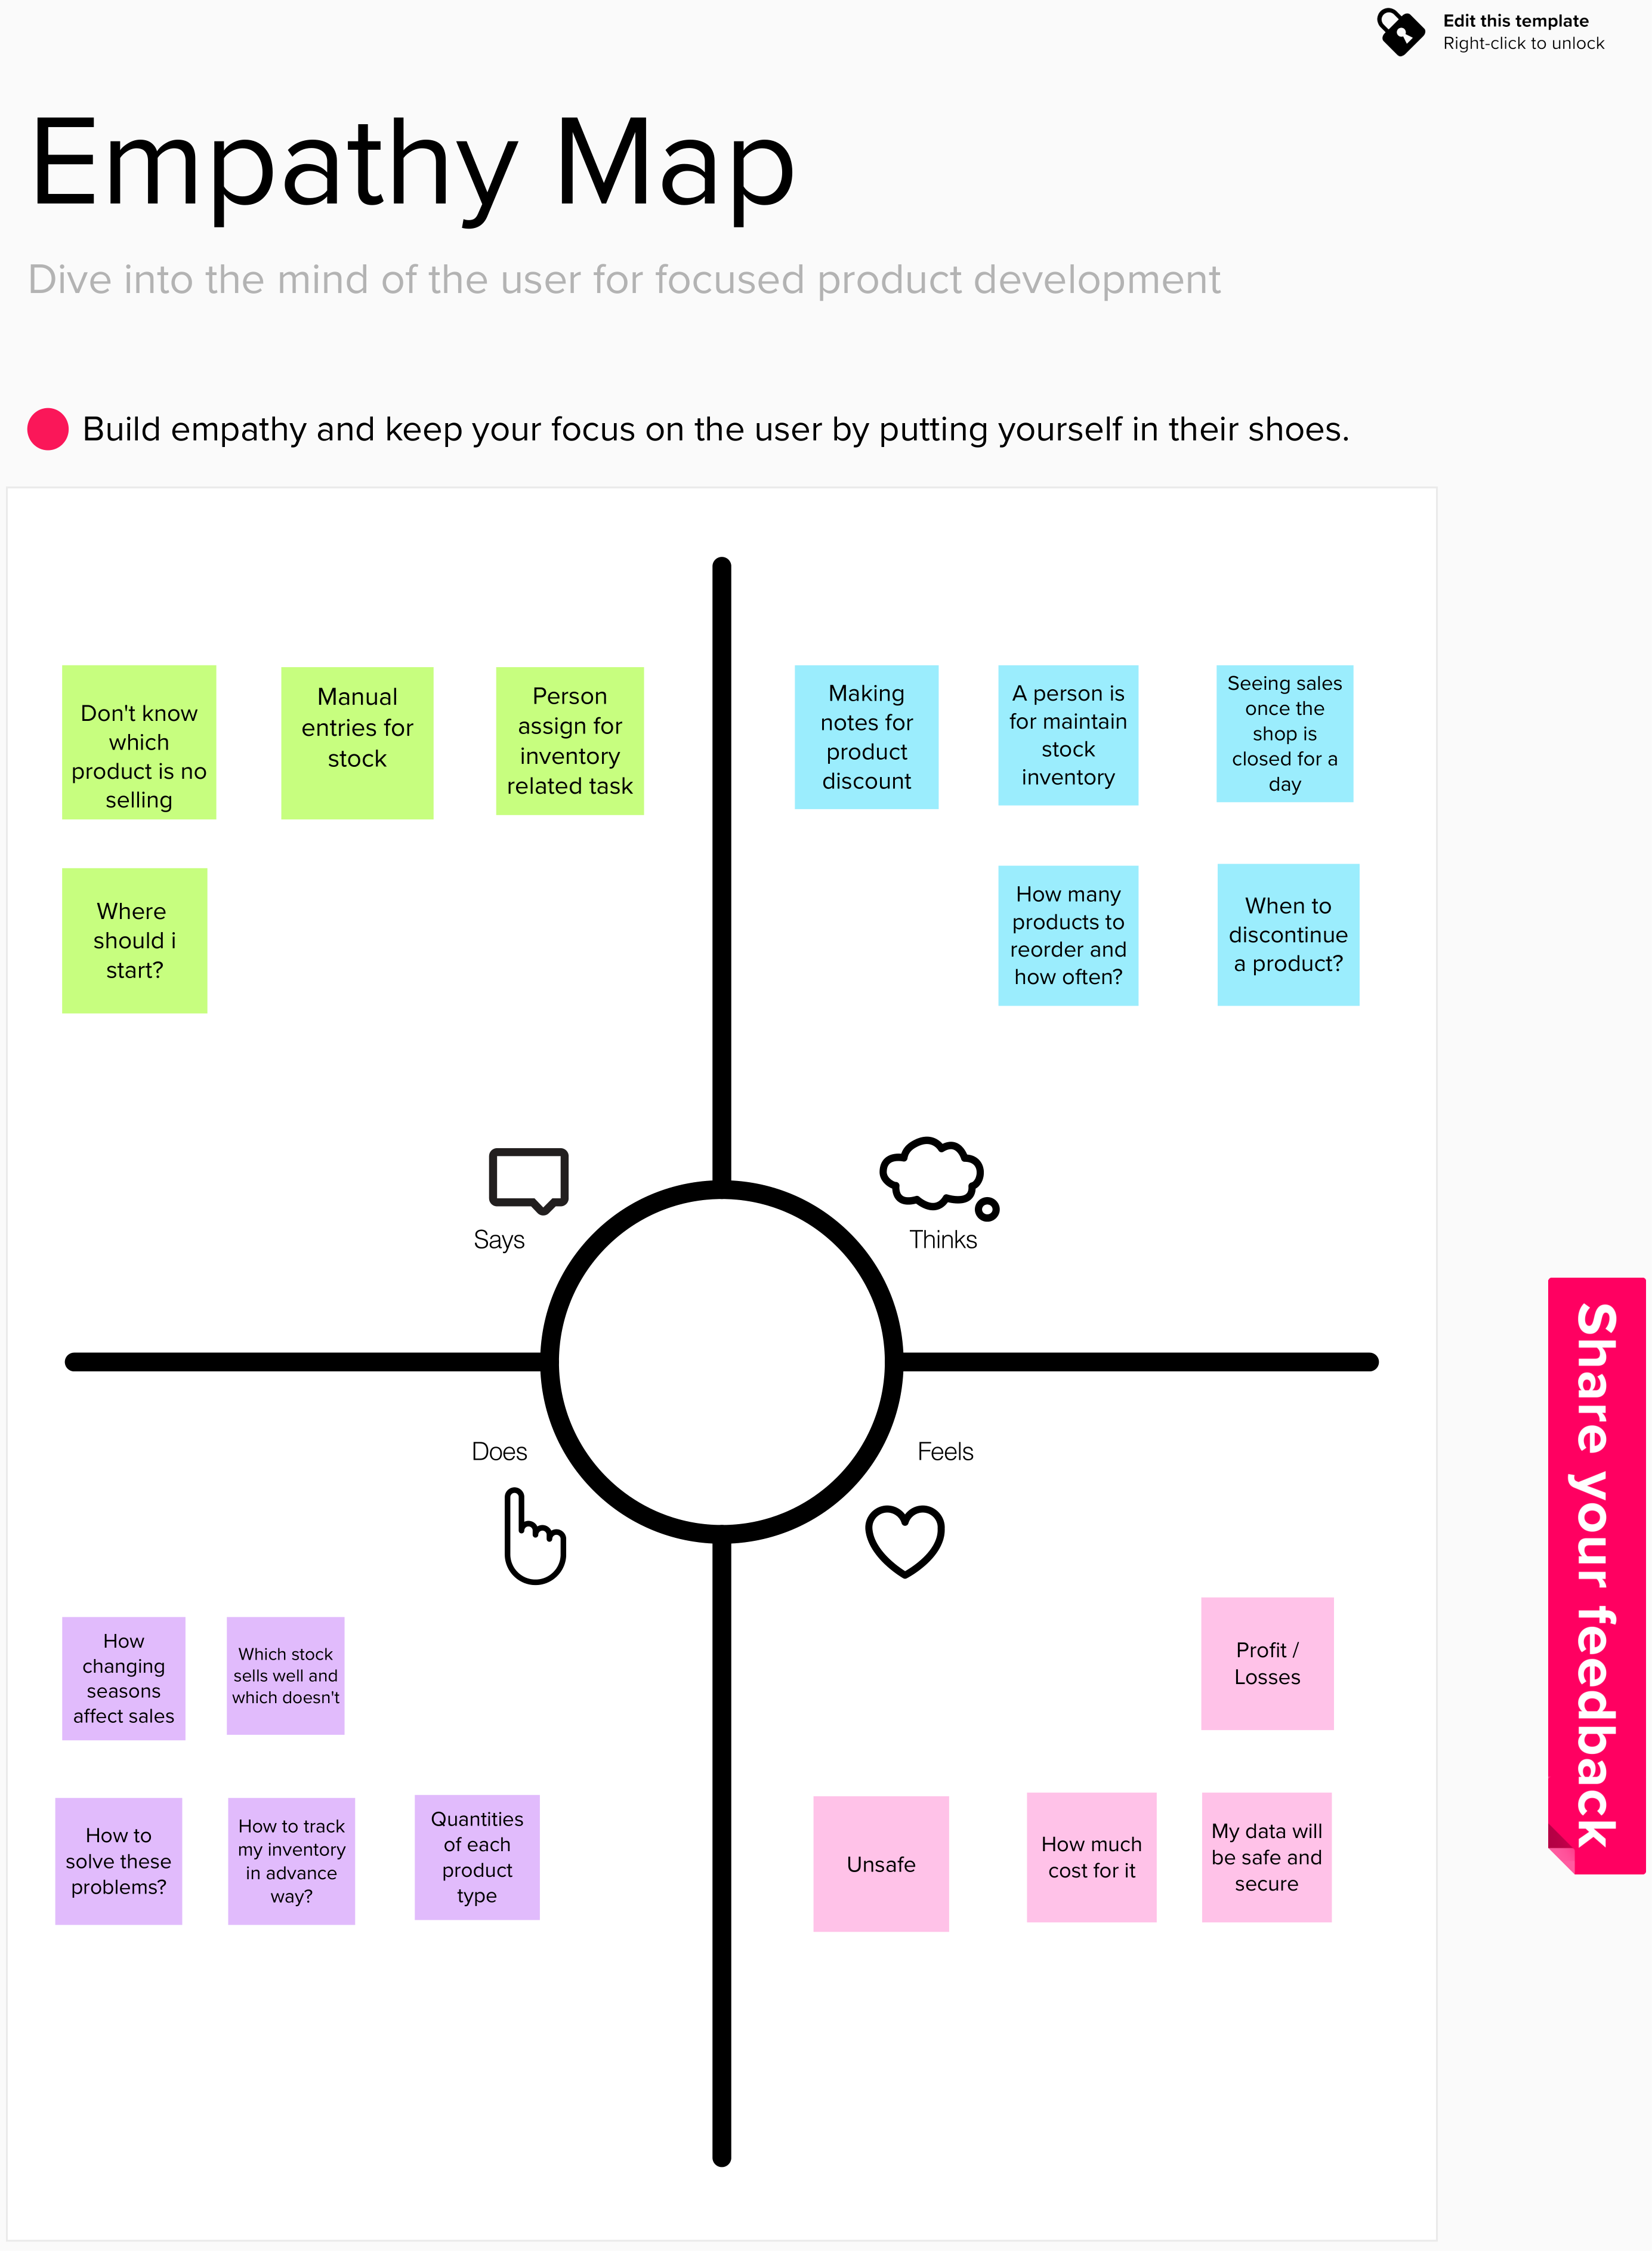 Edit this template
Right-click to unlock
Empathy Map
Dive into the mind of the user for focused product development
Build empathy and keep your focus on the user by putting yourself in their shoes.
Don't know
which
product is no
selling
Manual
entries for
stock
Person
assign for
inventory
related task
Where
should i
start?
Making
notes for
product
discount
A person is
for maintain
stock
inventory
Seeing sales
once the
shop is
closed for a
day
How many
products to
reorder and
how often?
When to
discontinue
a product?
Says
Thinks
Does
Feels
How
changing
seasons
affect sales
Which stock
sells well and
which doesn't
How to
solve these
problems?
How to track
my inventory
in advance
way?
Quantities
of each
product
type
Profit /
Losses
Unsafe
How much
cost for it
My data will
be safe and
secure
Share your feedback